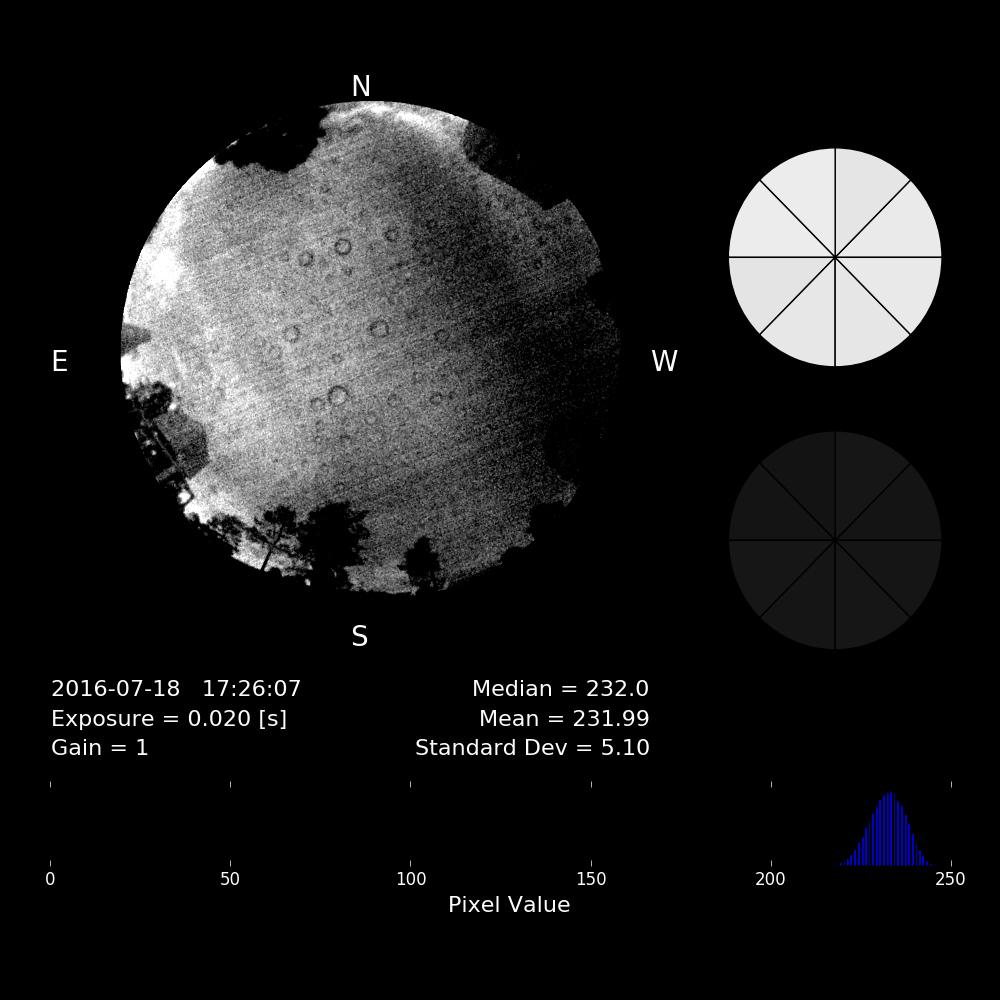 N
E
W
S
2016-07-18 17:26:07
Exposure = 0.020 [s]
Gain = 1
Median = 232.0
Mean = 231.99
Standard Dev = 5.10
0 50 100 150 200 250
Pixel Value